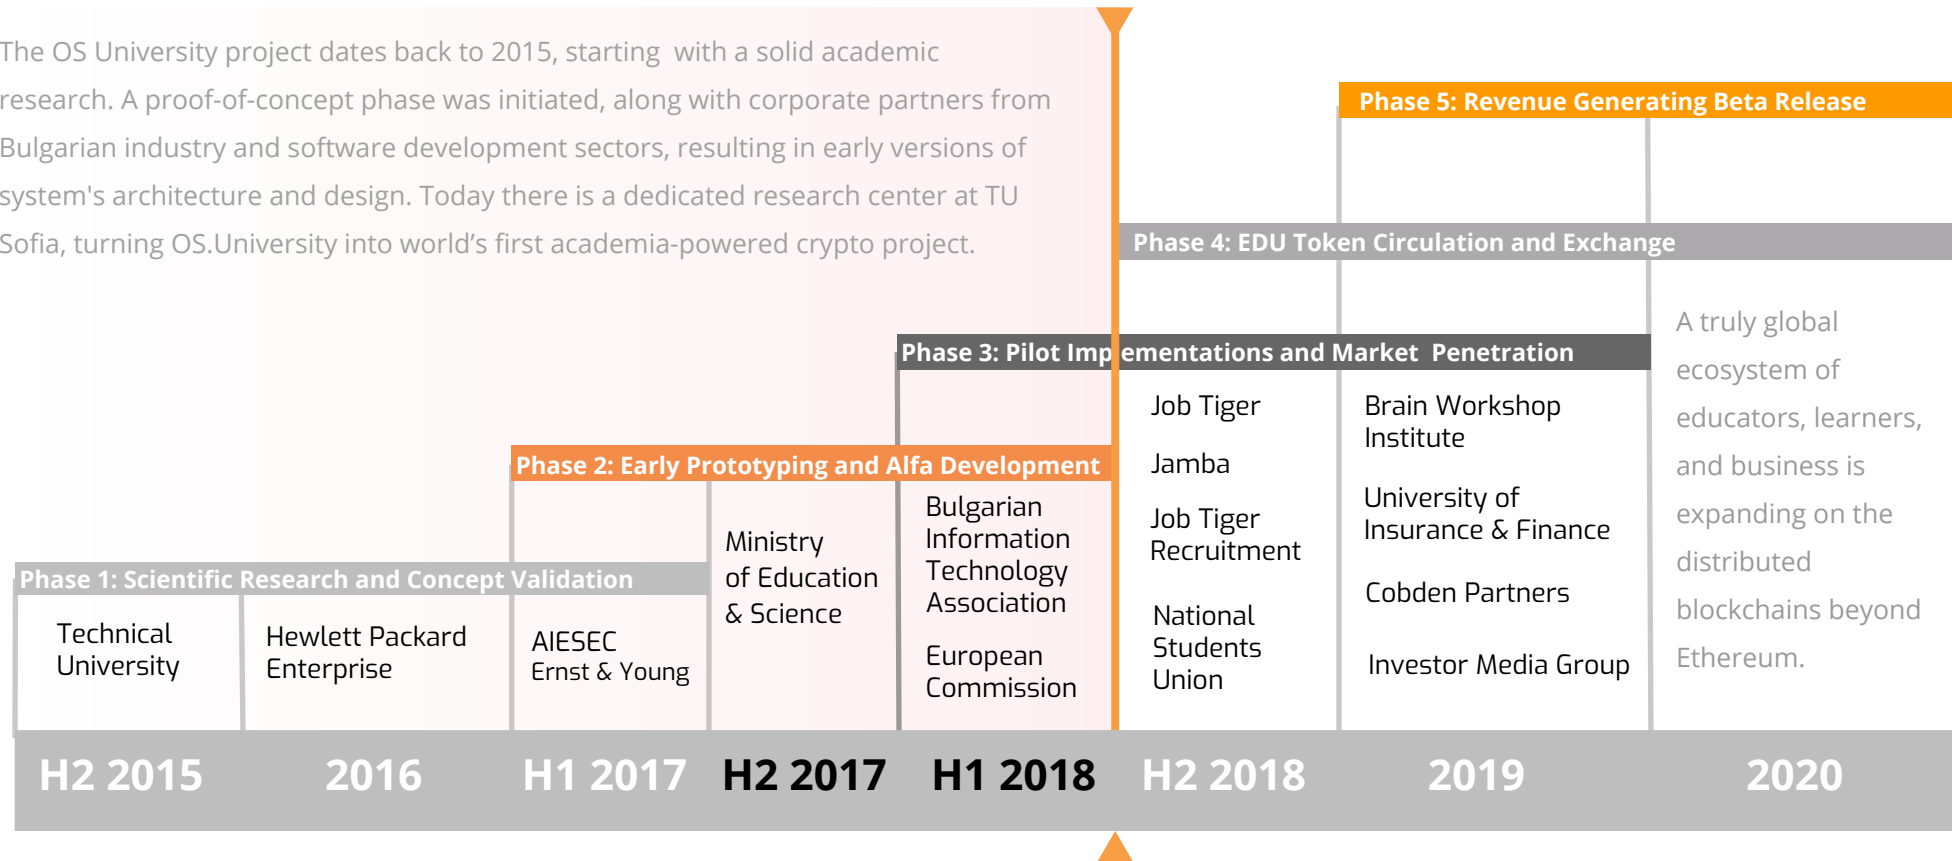 The OS University project dates back to 2015, starting  with a solid academic
research. A proof-of-concept phase was initiated, along with corporate partners from
Bulgarian industry and software development sectors, resulting in early versions of
system's architecture and design. Today there is a dedicated research center at TU
Sofia, turning OS.University into world’s first academia-powered crypto project.
Phase 5: Revenue Generating Beta Release
Phase 4: EDU Token Circulation and Exchange
Phase 3: Pilot Implementations and Market  Penetration
Phase 2: Early Prototyping and Alfa Development
Phase 1: Scientific Research and Concept Validation
Technical
University
Hewlett Packard
Enterprise
AIESEC
Ernst & Young
Ministry
of Education
& Science
Bulgarian
Information
Technology
Association
European
Commission
Job Tiger
Jamba
Job Tiger
Recruitment
National
Students
Union
Brain Workshop
Institute
University of
Insurance & Finance
Cobden Partners
Investor Media Group
A truly global
ecosystem of
educators, learners,
and business is
expanding on the
distributed
blockchains beyond
Ethereum.
H2 2015
2016
H1 2017
H2 2017
H1 2018
H2 2018
2019
2020